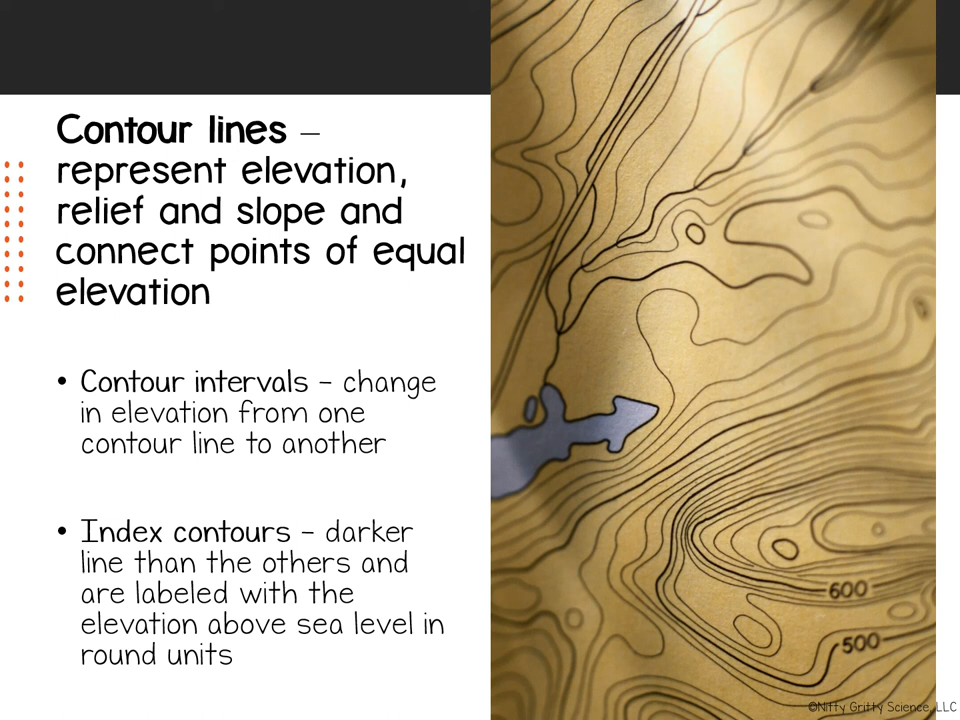 Contour lines –
represent elevation,
relief and slope and
connect points of equal
elevation
• Contour intervals – change
in elevation from one
contour line to another
• Index contours – darker
line than the others and
are labeled with the
elevation above sea level in
round units
600
500
©Nitty Gritty Science, LLC